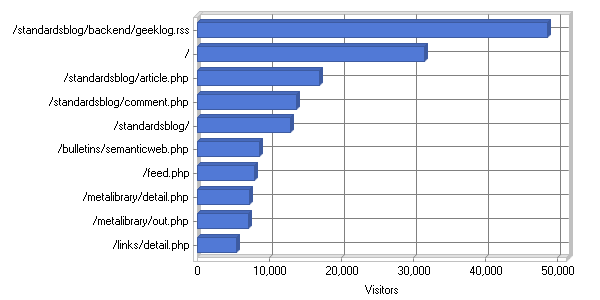 /standardsblog/backend/geeklog.rss
/
/standardsblog/article.php
/standardsblog/comment.php
/standardsblog/
/bulletins/semanticweb.php
/feed.php
/metalibrary/detail.php
/metalibrary/out.php
/links/detail.php
0 10,000 20,000 30,000 40,000 50,000
Visitors